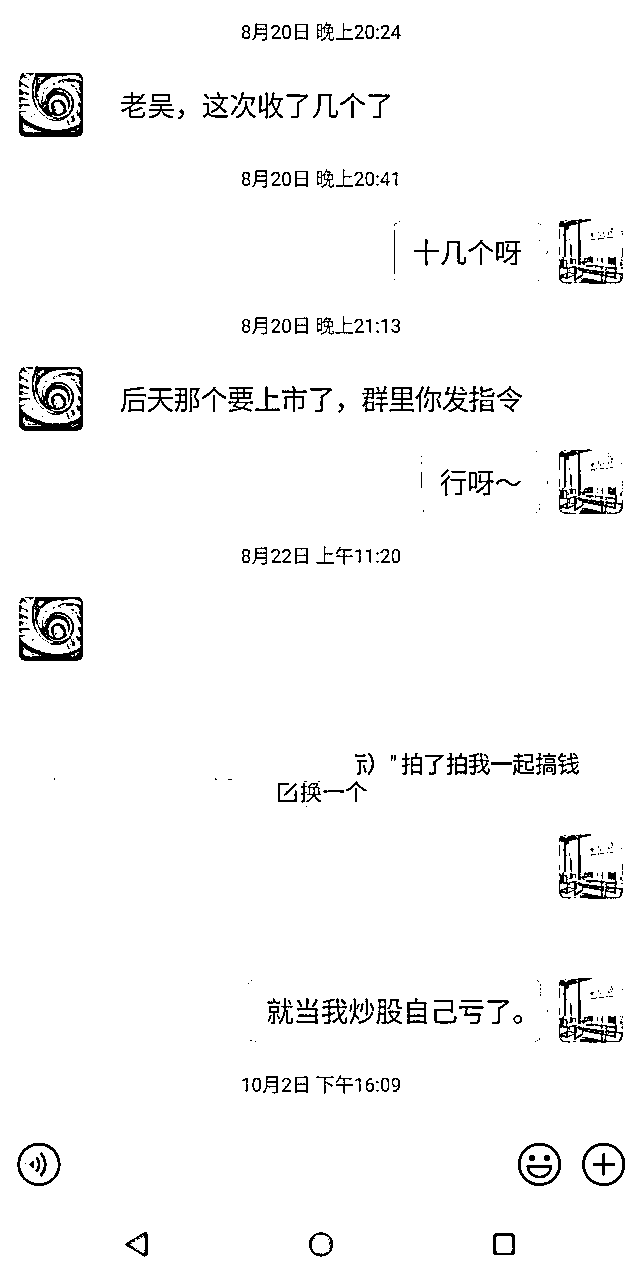 8月20日 晚上20:24
老吴，这次收了几个了
8月20日 晚上20:41
十几个呀
8月20日 晚上21:13
后天那个要上市了，群里你发指令
行呀～
8月22日 上午11:20
）" 拍了拍我一起搞钱
换一个
就当我炒股自己亏了。
10月2日 下午16:09